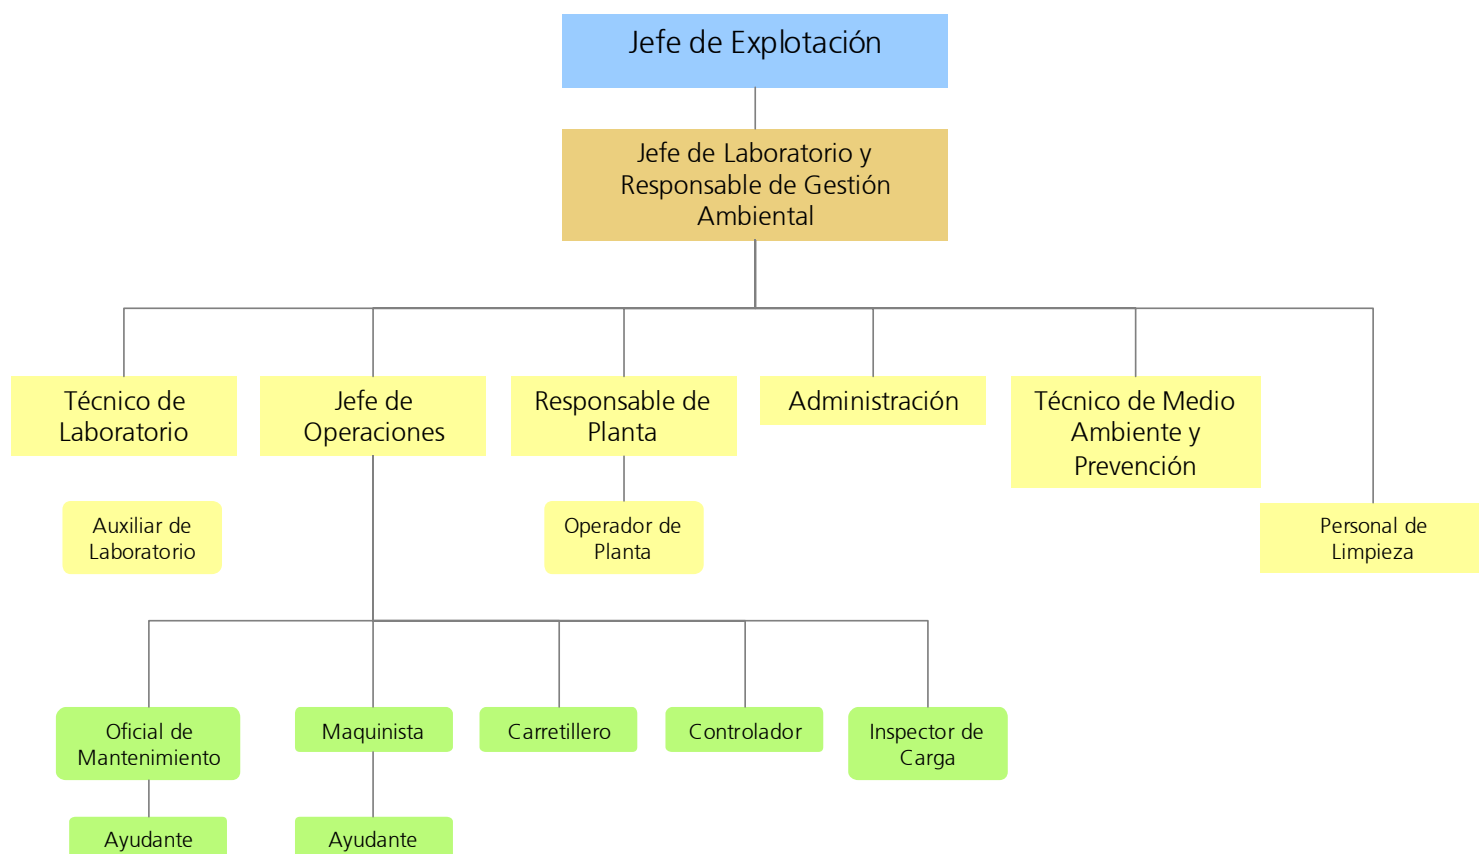 Jefe de Explotación
Jefe de Laboratorio y
Responsable de Gestión
Ambiental
Técnico de
Laboratorio
Jefe de
Operaciones
Responsable de
Planta
Administración
Técnico de Medio
Ambiente y
Prevención
Auxiliar de
Laboratorio
Operador de
Planta
Personal de
Limpieza
Oficial de
Mantenimiento
Maquinista
Carretillero
Controlador
Inspector de
Carga
Ayudante
Ayudante